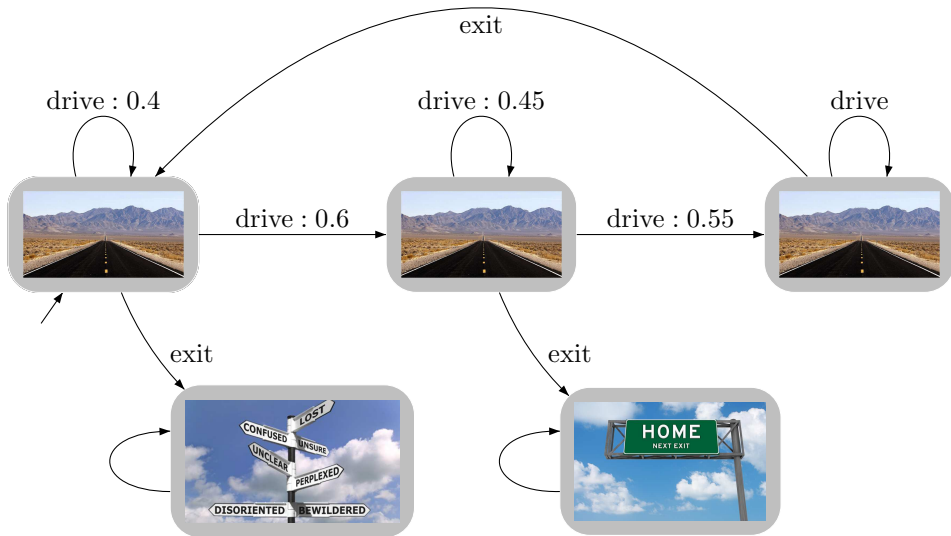 exit
drive : 0.4
drive : 0.45
drive
drive : 0.6
drive : 0.55
exit
exit
LOST
CONFUSED
UNSURE
UNCLEAR
PERPLEXED
DISORIENTED
BEWILDERED
HOME
NEXT EXIT